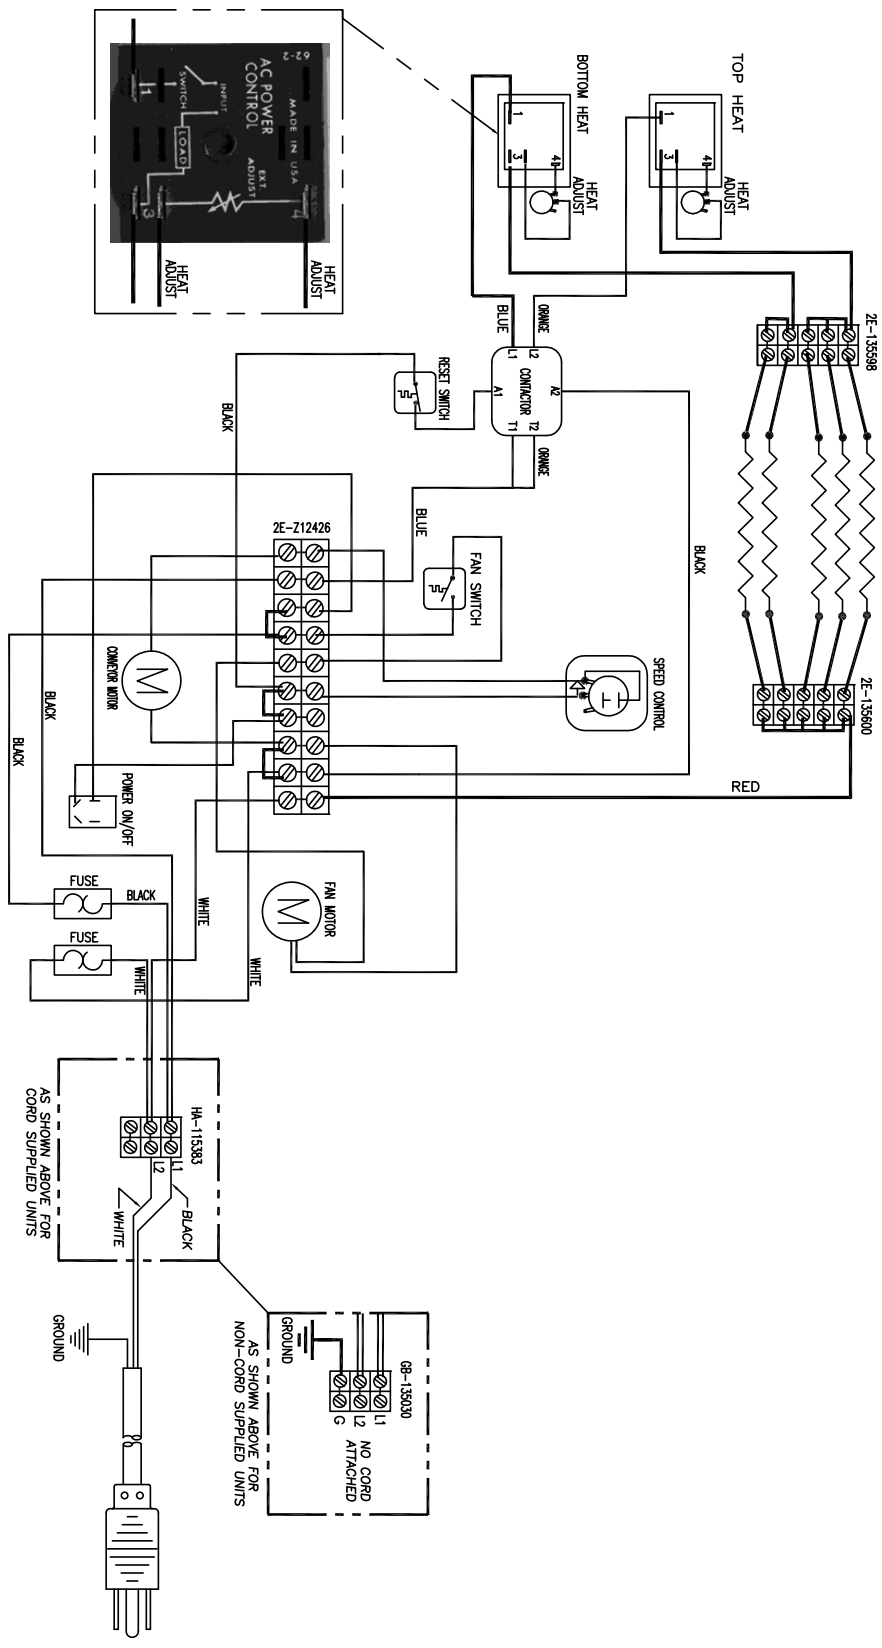 62-2
AC POWER
CONTROL
MADE IN USA
INPUT
SWITCH
LOAD
EXT.
ADJUST
1
3
4
HEAT
ADJUST
HEAT
ADJUST
TOP HEAT
1
3
4
HEAT
ADJUST
BOTTOM HEAT
1
3
4
HEAT
ADJUST
2E-135598
BLUE
ORANGE
L1
L2
CONTACTOR
A1
A2
T1
T2
ORANGE
RESET SWITCH
BLACK
BLUE
BLACK
2E-Z12426
FAN SWITCH
SPEED CONTROL
2E-135600
RED
CONVEYOR MOTOR
M
BLACK
BLACK
POWER ON/OFF
FUSE
BLACK
FUSE
WHITE
WHITE
WHITE
FAN MOTOR
M
HA-115383
L1
L2
BLACK
WHITE
AS SHOWN ABOVE FOR
CORD SUPPLIED UNITS
GROUND
GROUND
GB-135030
L1
L2
G
NO CORD
ATTACHED
AS SHOWN ABOVE FOR
NON-CORD SUPPLIED UNITS